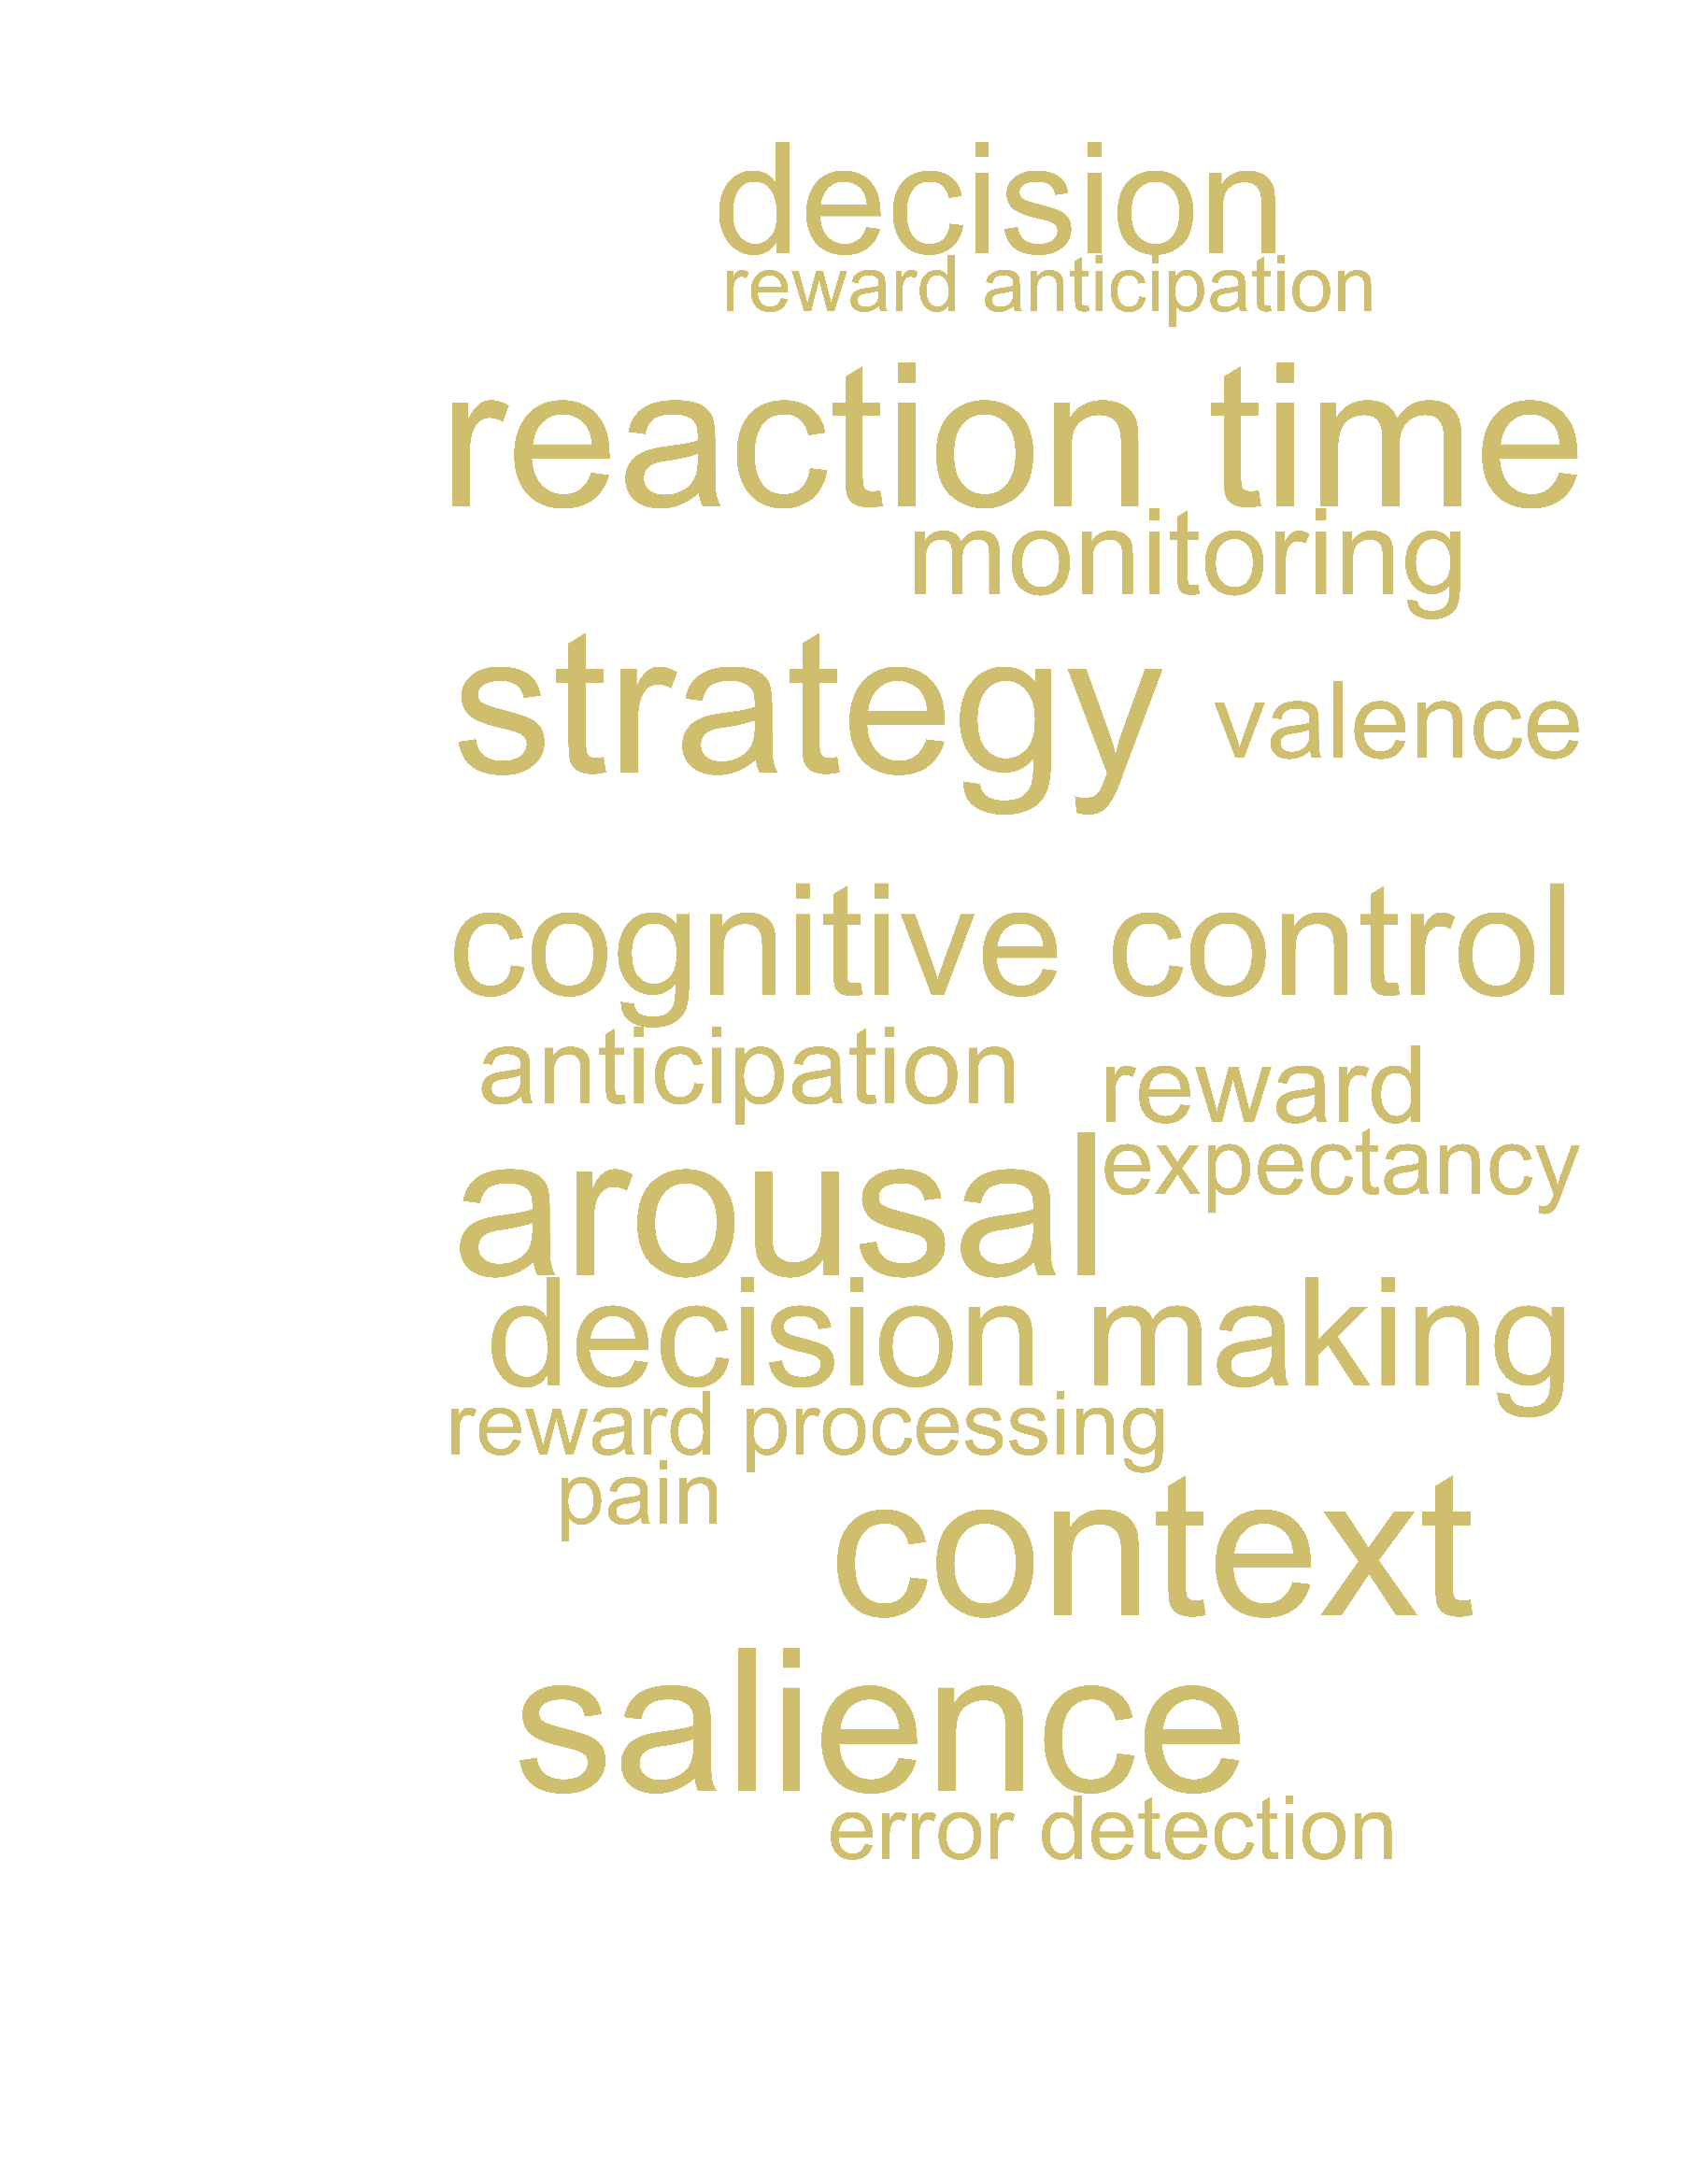 decision
reward anticipation
reaction time
monitoring
strategy
valence
cognitive control
anticipation
reward
expectancy
arousal
decision making
reward processing
pain
context
salience
error detection